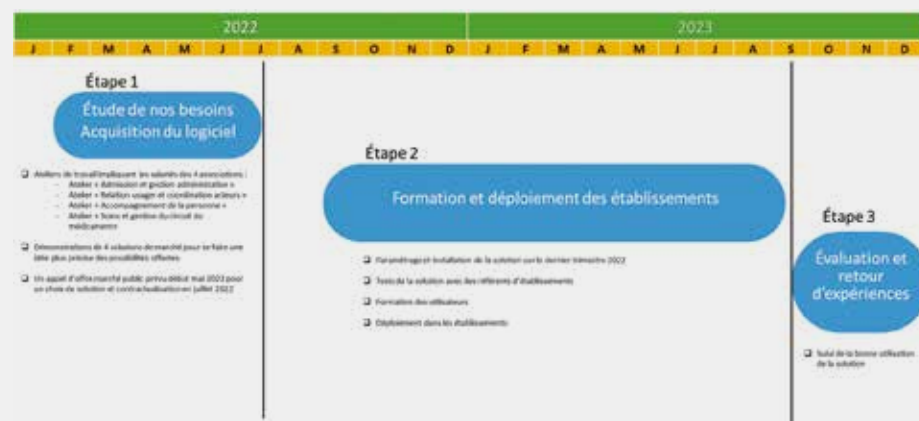 2022 2023
J F M A M J J A S O N D J F M A M J J A S O N D
Étape 1
Étude de nos besoins
Acquisition du logiciel
Ateliers de travail impliquant les salariés des 4 associations :
- Atelier « Admission et gestion administrative »
- Atelier « Relation usager et coordination acteurs »
- Atelier « Accompagnement de la personne »
- Atelier « Soins et gestion du circuit du
médicament »
Démonstrations de 4 solutions de marché pour se faire une
idée plus précise des possibilités offertes
Un appel d'offre marché public prévu début mai 2022 pour
un choix de solution et contractualisation en juillet 2022
Étape 2
Formation et déploiement des établissements
Paramétrage et installation de la solution sur le dernier trimestre 2022
Tests de la solution avec des référents d'établissements
Formation des utilisateurs
Déploiement dans les établissements
Étape 3
Évaluation et
retour
d'expériences
Suivi de la bonne utilisation
de la solution